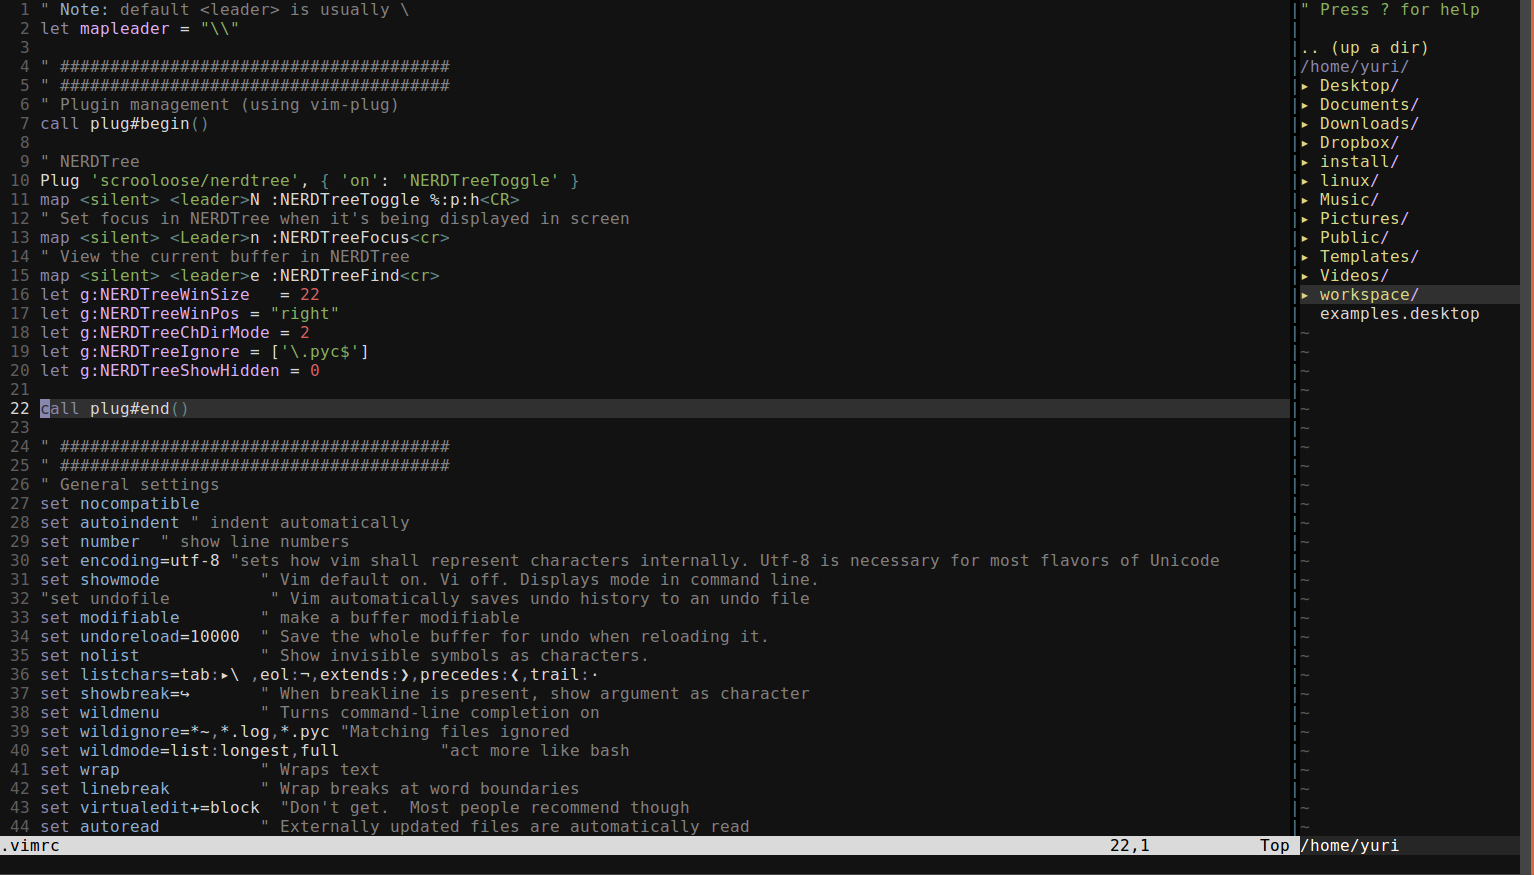 1 " Note: default <leader> is usually \
2 let mapleader = "\\"
3
4 " #######################################
5 " #######################################
6 " Plugin management (using vim-plug)
7 call plug#begin()
8
9 " NERDTree
10 Plug 'scrooloose/nerdtree', { 'on': 'NERDTreeToggle' }
11 map <silent> <leader>N :NERDTreeToggle %:p:h<CR>
12 " Set focus in NERDTree when it's being displayed in screen
13 map <silent> <Leader>n :NERDTreeFocus<cr>
14 " View the current buffer in NERDTree
15 map <silent> <leader>e :NERDTreeFind<cr>
16 let g:NERDTreeWinSize   = 22
17 let g:NERDTreeWinPos = "right"
18 let g:NERDTreeChDirMode = 2
19 let g:NERDTreeIgnore = ['\.pyc$']
20 let g:NERDTreeShowHidden = 0
21
22 call plug#end()
23
24 " #######################################
25 " #######################################
26 " General settings
27 set nocompatible
28 set autoindent " indent automatically
29 set number  " show line numbers
30 set encoding=utf-8 "sets how vim shall represent characters internally. Utf-8 is necessary for most flavors of Unicode
31 set showmode          " Vim default on. Vi off. Displays mode in command line.
32 "set undofile          " Vim automatically saves undo history to an undo file
33 set modifiable        " make a buffer modifiable
34 set undoreload=10000  " Save the whole buffer for undo when reloading it.
35 set nolist            " Show invisible symbols as characters.
36 set listchars=tab:▸\ ,eol:¬,extends:❯,precedes:❮,trail:·
37 set showbreak=↪       " When breakline is present, show argument as character
38 set wildmenu          " Turns command-line completion on
39 set wildignore=*~,*.log,*.pyc "Matching files ignored
40 set wildmode=list:longest,full          "act more like bash
41 set wrap              " Wraps text
42 set linebreak         " Wrap breaks at word boundaries
43 set virtualedit+=block  "Don't get.  Most people recommend though
44 set autoread          " Externally updated files are automatically read
.vimrc 22,1 Top
" Press ? for help
.. (up a dir)
/home/yuri/
▸ Desktop/
▸ Documents/
▸ Downloads/
▸ Dropbox/
▸ install/
▸ linux/
▸ Music/
▸ Pictures/
▸ Public/
▸ Templates/
▸ Videos/
▸ workspace/
examples.desktop
/home/yuri